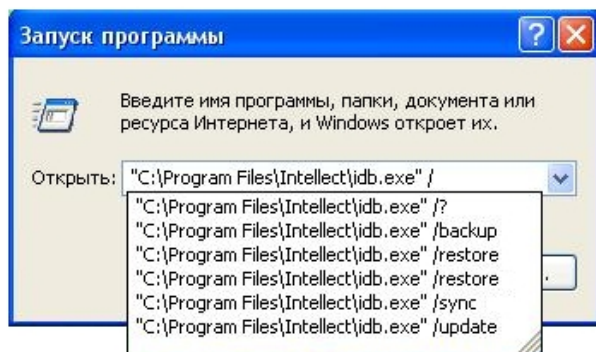 Запуск программы
Введите имя программы, папки, документа или
ресурса Интернета, и Windows откроет их.
Открыть: "C:\Program Files\Intellect\idb.exe" /
"C:\Program Files\Intellect\idb.exe" /?
"C:\Program Files\Intellect\idb.exe" /backup
"C:\Program Files\Intellect\idb.exe" /restore
"C:\Program Files\Intellect\idb.exe" /restore
"C:\Program Files\Intellect\idb.exe" /sync
"C:\Program Files\Intellect\idb.exe" /update